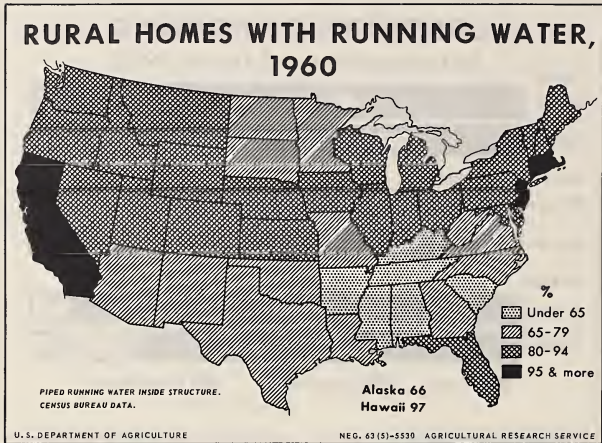 RURAL HOMES WITH RUNNING WATER,
1960
%
Under 65
65-79
80-94
95 & more
PIPED RUNNING WATER INSIDE STRUCTURE.
CENSUS BUREAU DATA.
Alaska 66
Hawaii 97
U.S. DEPARTMENT OF AGRICULTURE
NEG. 63(5)-5530 AGRICULTURAL RESEARCH SERVICE